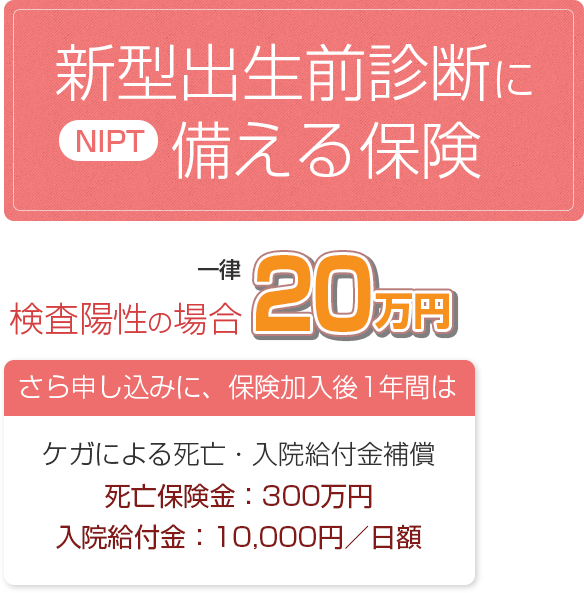 新型出生前診断に
NIPT 備える保険
一律
検査陽性の場合 20万円
さら申し込みに、保険加入後1年間は
ケガによる死亡・入院給付金補償
死亡保険金：300万円
入院給付金：10,000円／日額